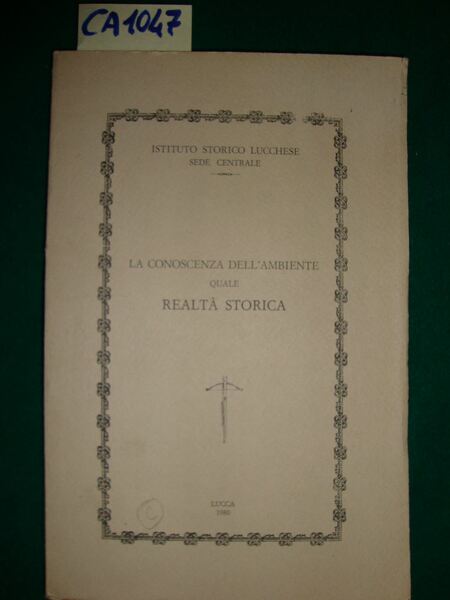 CA1047
ISTITUTO STORICO LUCCHESE
SEDE CENTRALE
LA CONOSCENZA DELL'AMBIENTE
QUALE
REALTÀ STORICA
LUCCA
1980